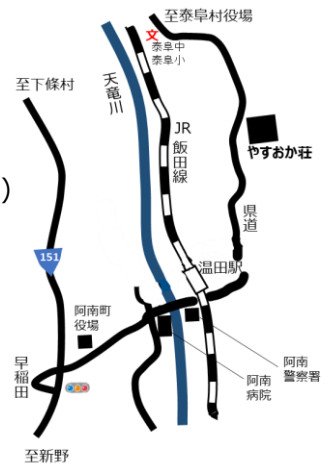 至泰阜村役場
文
泰阜中
泰阜小
至下條村
天竜川
JR
飯田線
やすおか荘
)
県道
151
温田駅
阿南町
役場
早稲田
阿南
病院
阿南
警察署
至新野